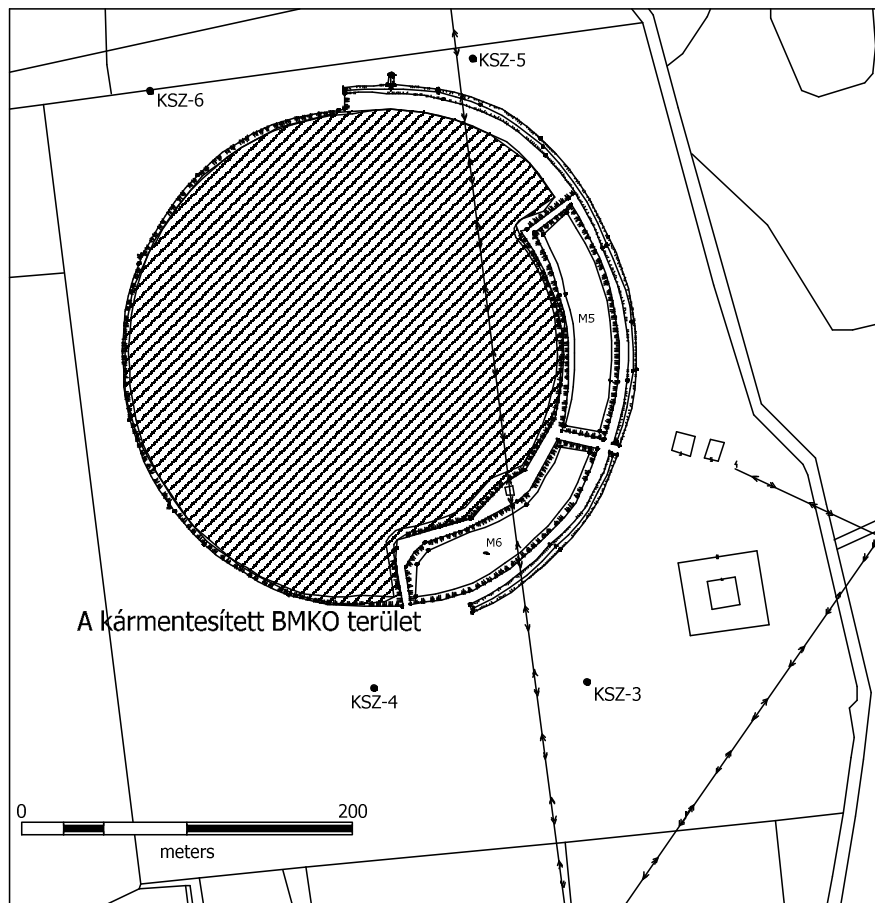 KSZ-5
KSZ-6
M5
M6
A kármentesített BMKO terület
KSZ-4
KSZ-3
0 200
meters